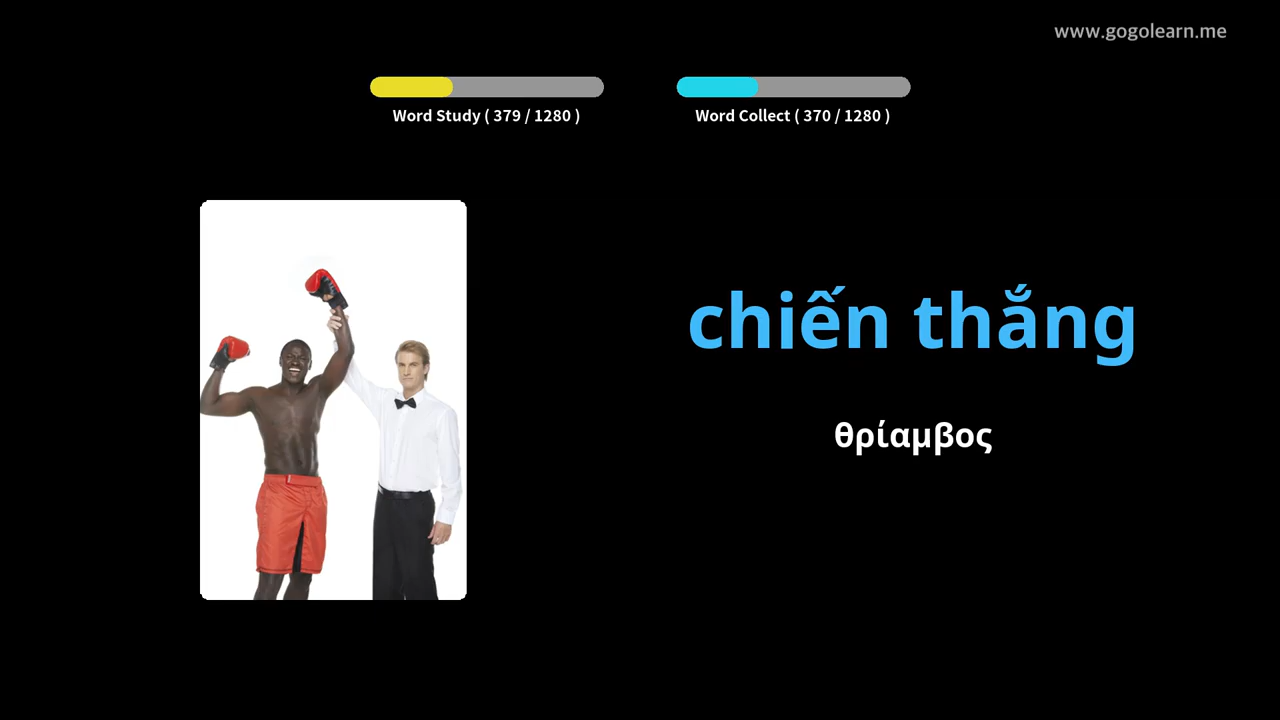 www.gogolearn.me
Word Study ( 379 / 1280 )
Word Collect ( 370 / 1280 )
chiến thắng
θρίαμβος